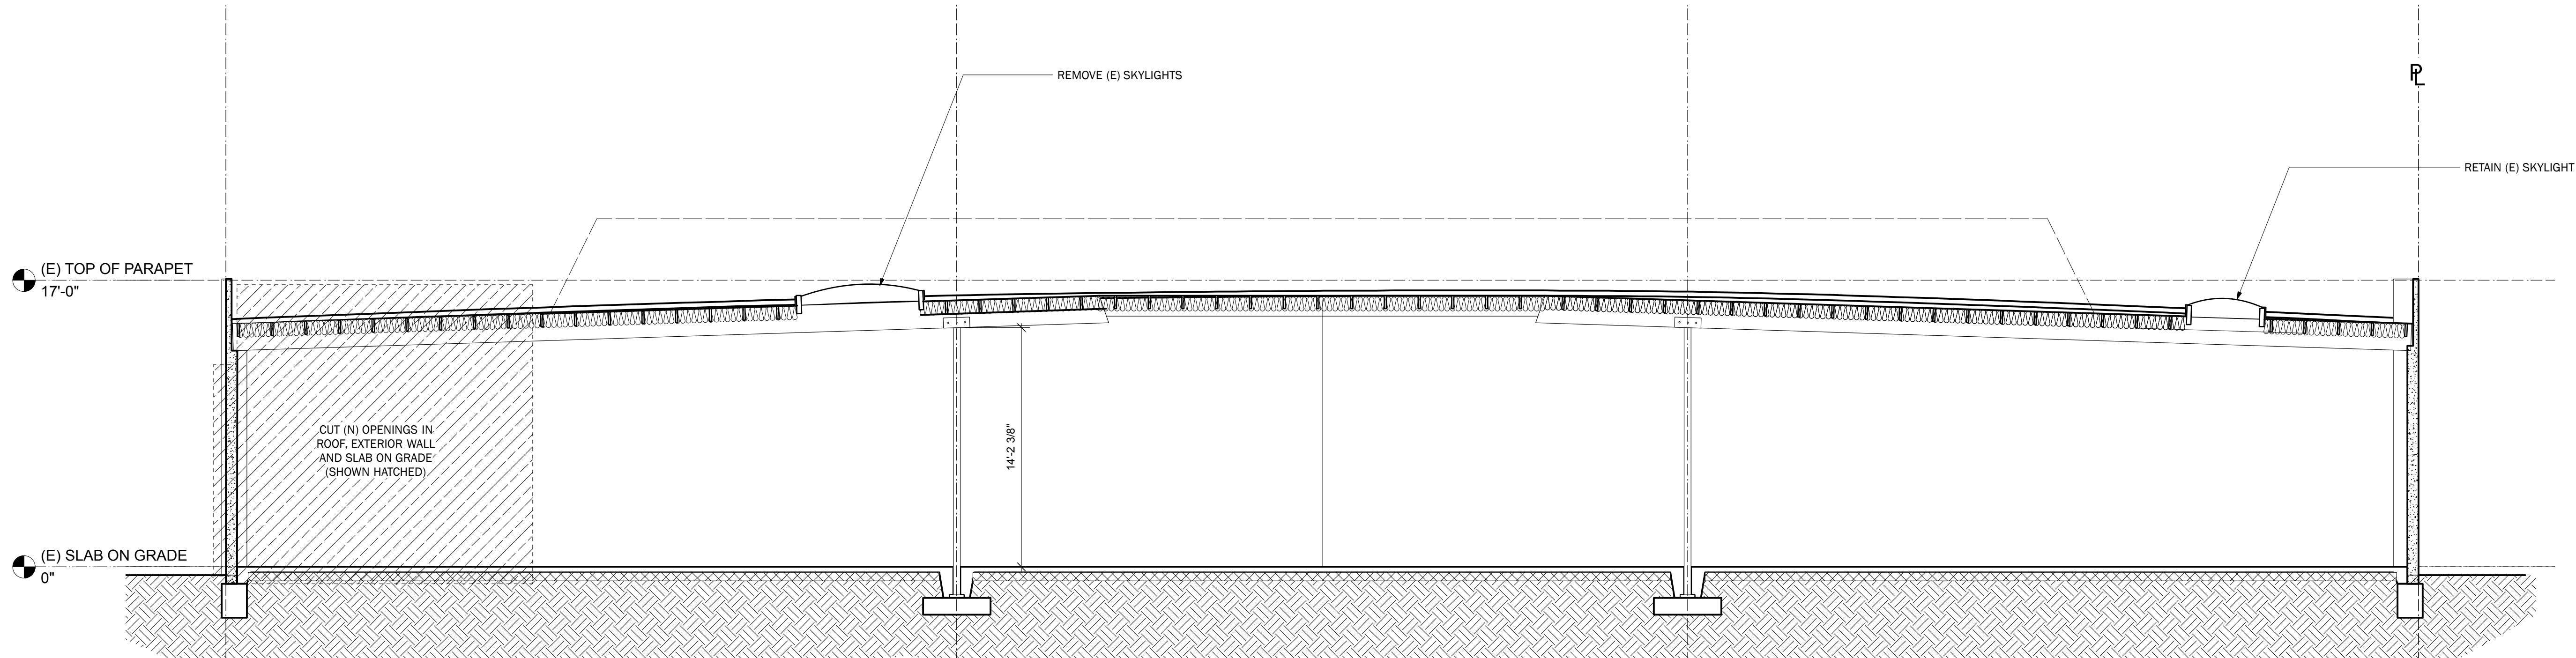 REMOVE (E) SKYLIGHTS
PL
RETAIN (E) SKYLIGHT
(E) TOP OF PARAPET
17'-0"
CUT (N) OPENINGS IN
ROOF, EXTERIOR WALL
AND SLAB ON GRADE
(SHOWN HATCHED)
14'-2 3/8"
(E) SLAB ON GRADE
0"